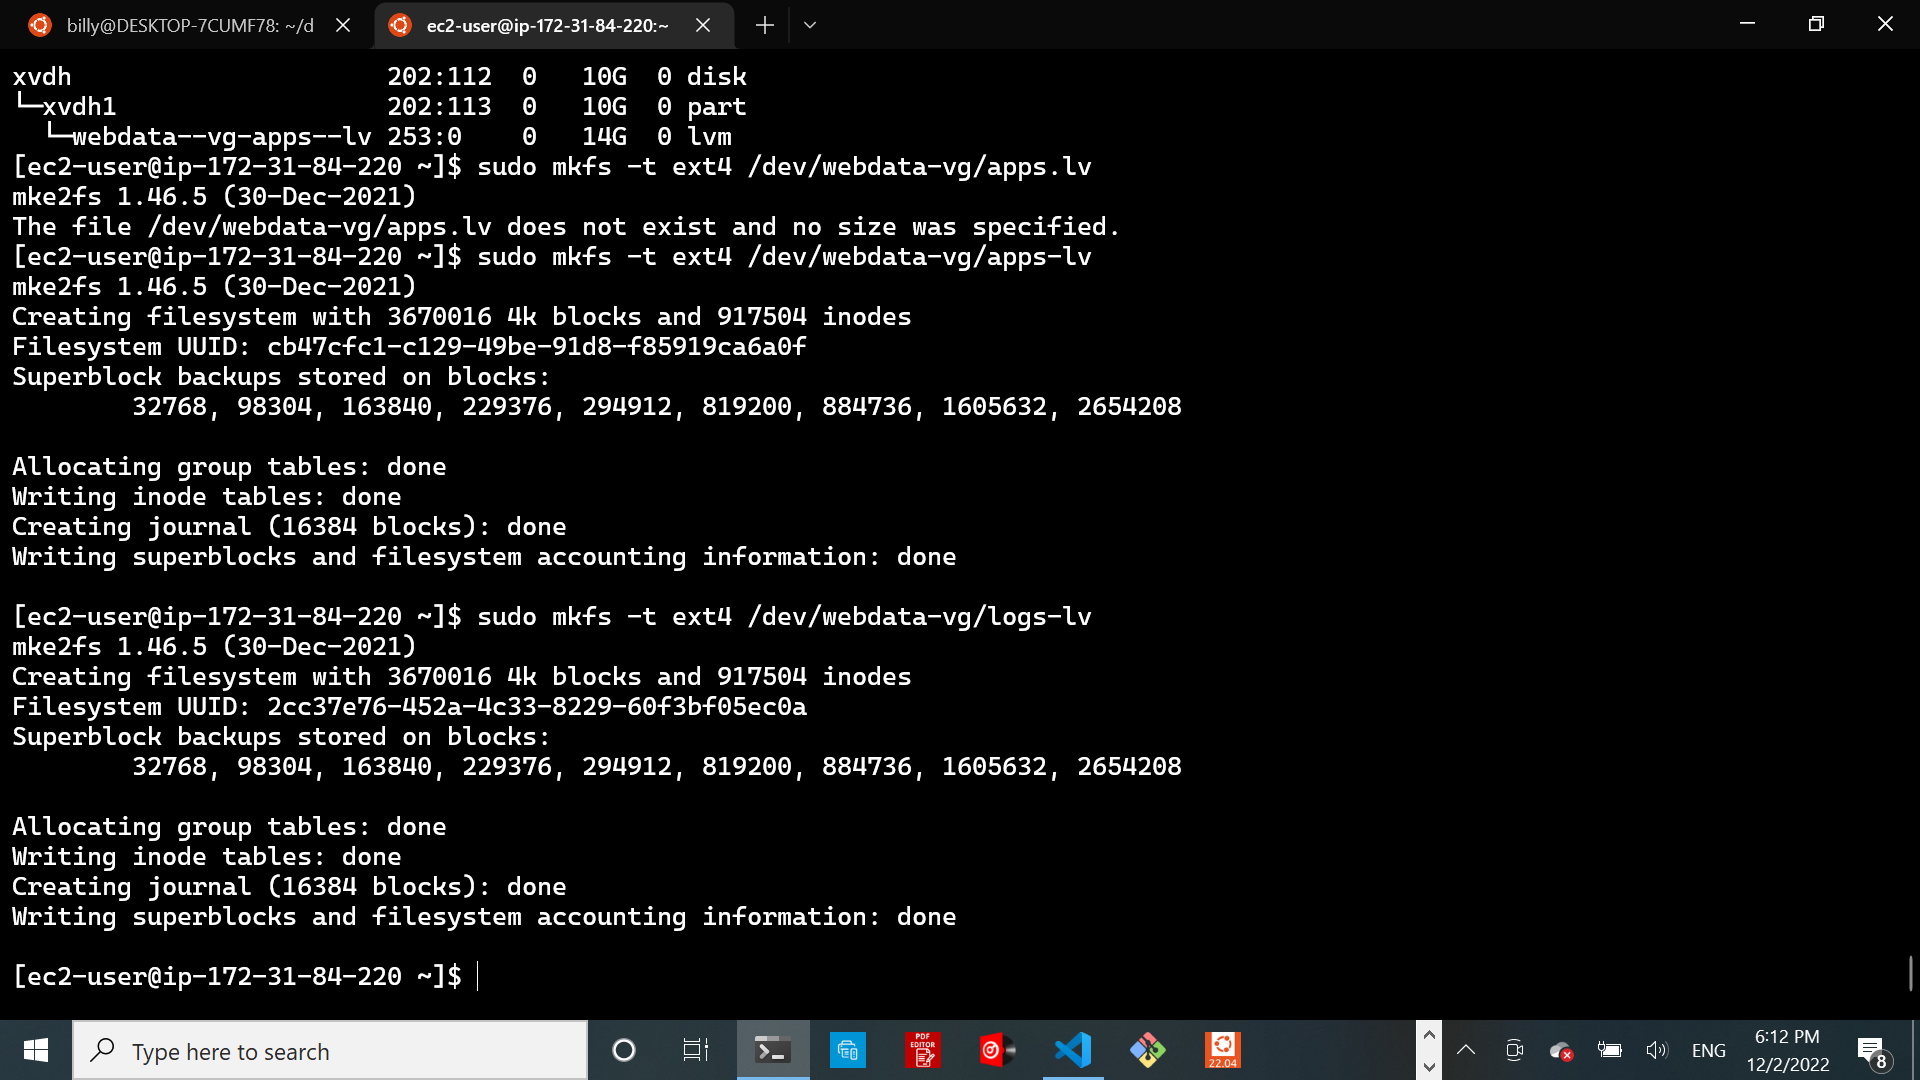 billy@DESKTOP-7CUMF78: ~/d
ec2-user@ip-172-31-84-220:~
xvdh                     202:112  0   10G  0 disk
└─xvdh1                  202:113  0   10G  0 part
  └─webdata--vg-apps--lv 253:0    0   14G  0 lvm
[ec2-user@ip-172-31-84-220 ~]$ sudo mkfs -t ext4 /dev/webdata-vg/apps.lv
mke2fs 1.46.5 (30-Dec-2021)
The file /dev/webdata-vg/apps.lv does not exist and no size was specified.
[ec2-user@ip-172-31-84-220 ~]$ sudo mkfs -t ext4 /dev/webdata-vg/apps-lv
mke2fs 1.46.5 (30-Dec-2021)
Creating filesystem with 3670016 4k blocks and 917504 inodes
Filesystem UUID: cb47cfc1-c129-49be-91d8-f85919ca6a0f
Superblock backups stored on blocks:
        32768, 98304, 163840, 229376, 294912, 819200, 884736, 1605632, 2654208
Allocating group tables: done
Writing inode tables: done
Creating journal (16384 blocks): done
Writing superblocks and filesystem accounting information: done
[ec2-user@ip-172-31-84-220 ~]$ sudo mkfs -t ext4 /dev/webdata-vg/logs-lv
mke2fs 1.46.5 (30-Dec-2021)
Creating filesystem with 3670016 4k blocks and 917504 inodes
Filesystem UUID: 2cc37e76-452a-4c33-8229-60f3bf05ec0a
Superblock backups stored on blocks:
        32768, 98304, 163840, 229376, 294912, 819200, 884736, 1605632, 2654208
Allocating group tables: done
Writing inode tables: done
Creating journal (16384 blocks): done
Writing superblocks and filesystem accounting information: done
[ec2-user@ip-172-31-84-220 ~]$
Type here to search
PDF
EDITOR
22.04
ENG
6:12 PM
12/2/2022
8